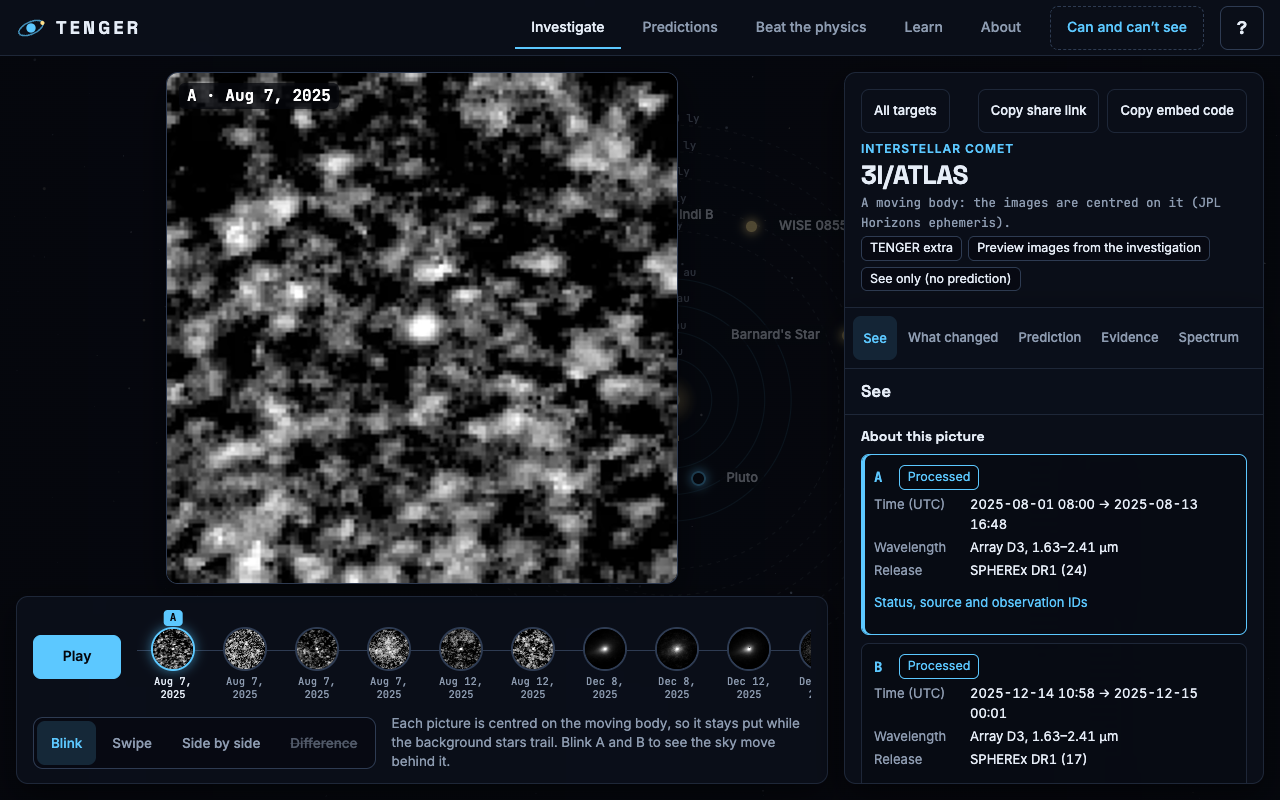 TENGER
Investigate
Predictions
Beat the physics
Learn
About
Can and can't see
?
A · Aug 7, 2025
ly
ly
ly
Indi B
WISE 0855
au
au
au
Barnard's Star
Pluto
All targets
Copy share link
Copy embed code
INTERSTELLAR COMET
3I/ATLAS
A moving body: the images are centred on it (JPL
Horizons ephemeris).
TENGER extra
Preview images from the investigation
See only (no prediction)
See
What changed
Prediction
Evidence
Spectrum
See
About this picture
A
Processed
Time (UTC)
2025-08-01 08:00 → 2025-08-13
16:48
Wavelength
Array D3, 1.63–2.41 µm
Release
SPHEREx DR1 (24)
Status, source and observation IDs
B
Processed
Time (UTC)
2025-12-14 10:58 → 2025-12-15
00:01
Wavelength
Array D3, 1.63–2.41 µm
Release
SPHEREx DR1 (17)
Play
A
Aug 7,
2025
Aug 7,
2025
Aug 7,
2025
Aug 7,
2025
Aug 12,
2025
Aug 12,
2025
Dec 8,
2025
Dec 8,
2025
Dec 12,
2025
Blink
Swipe
Side by side
Difference
Each picture is centred on the moving body, so it stays put while
the background stars trail. Blink A and B to see the sky move
behind it.